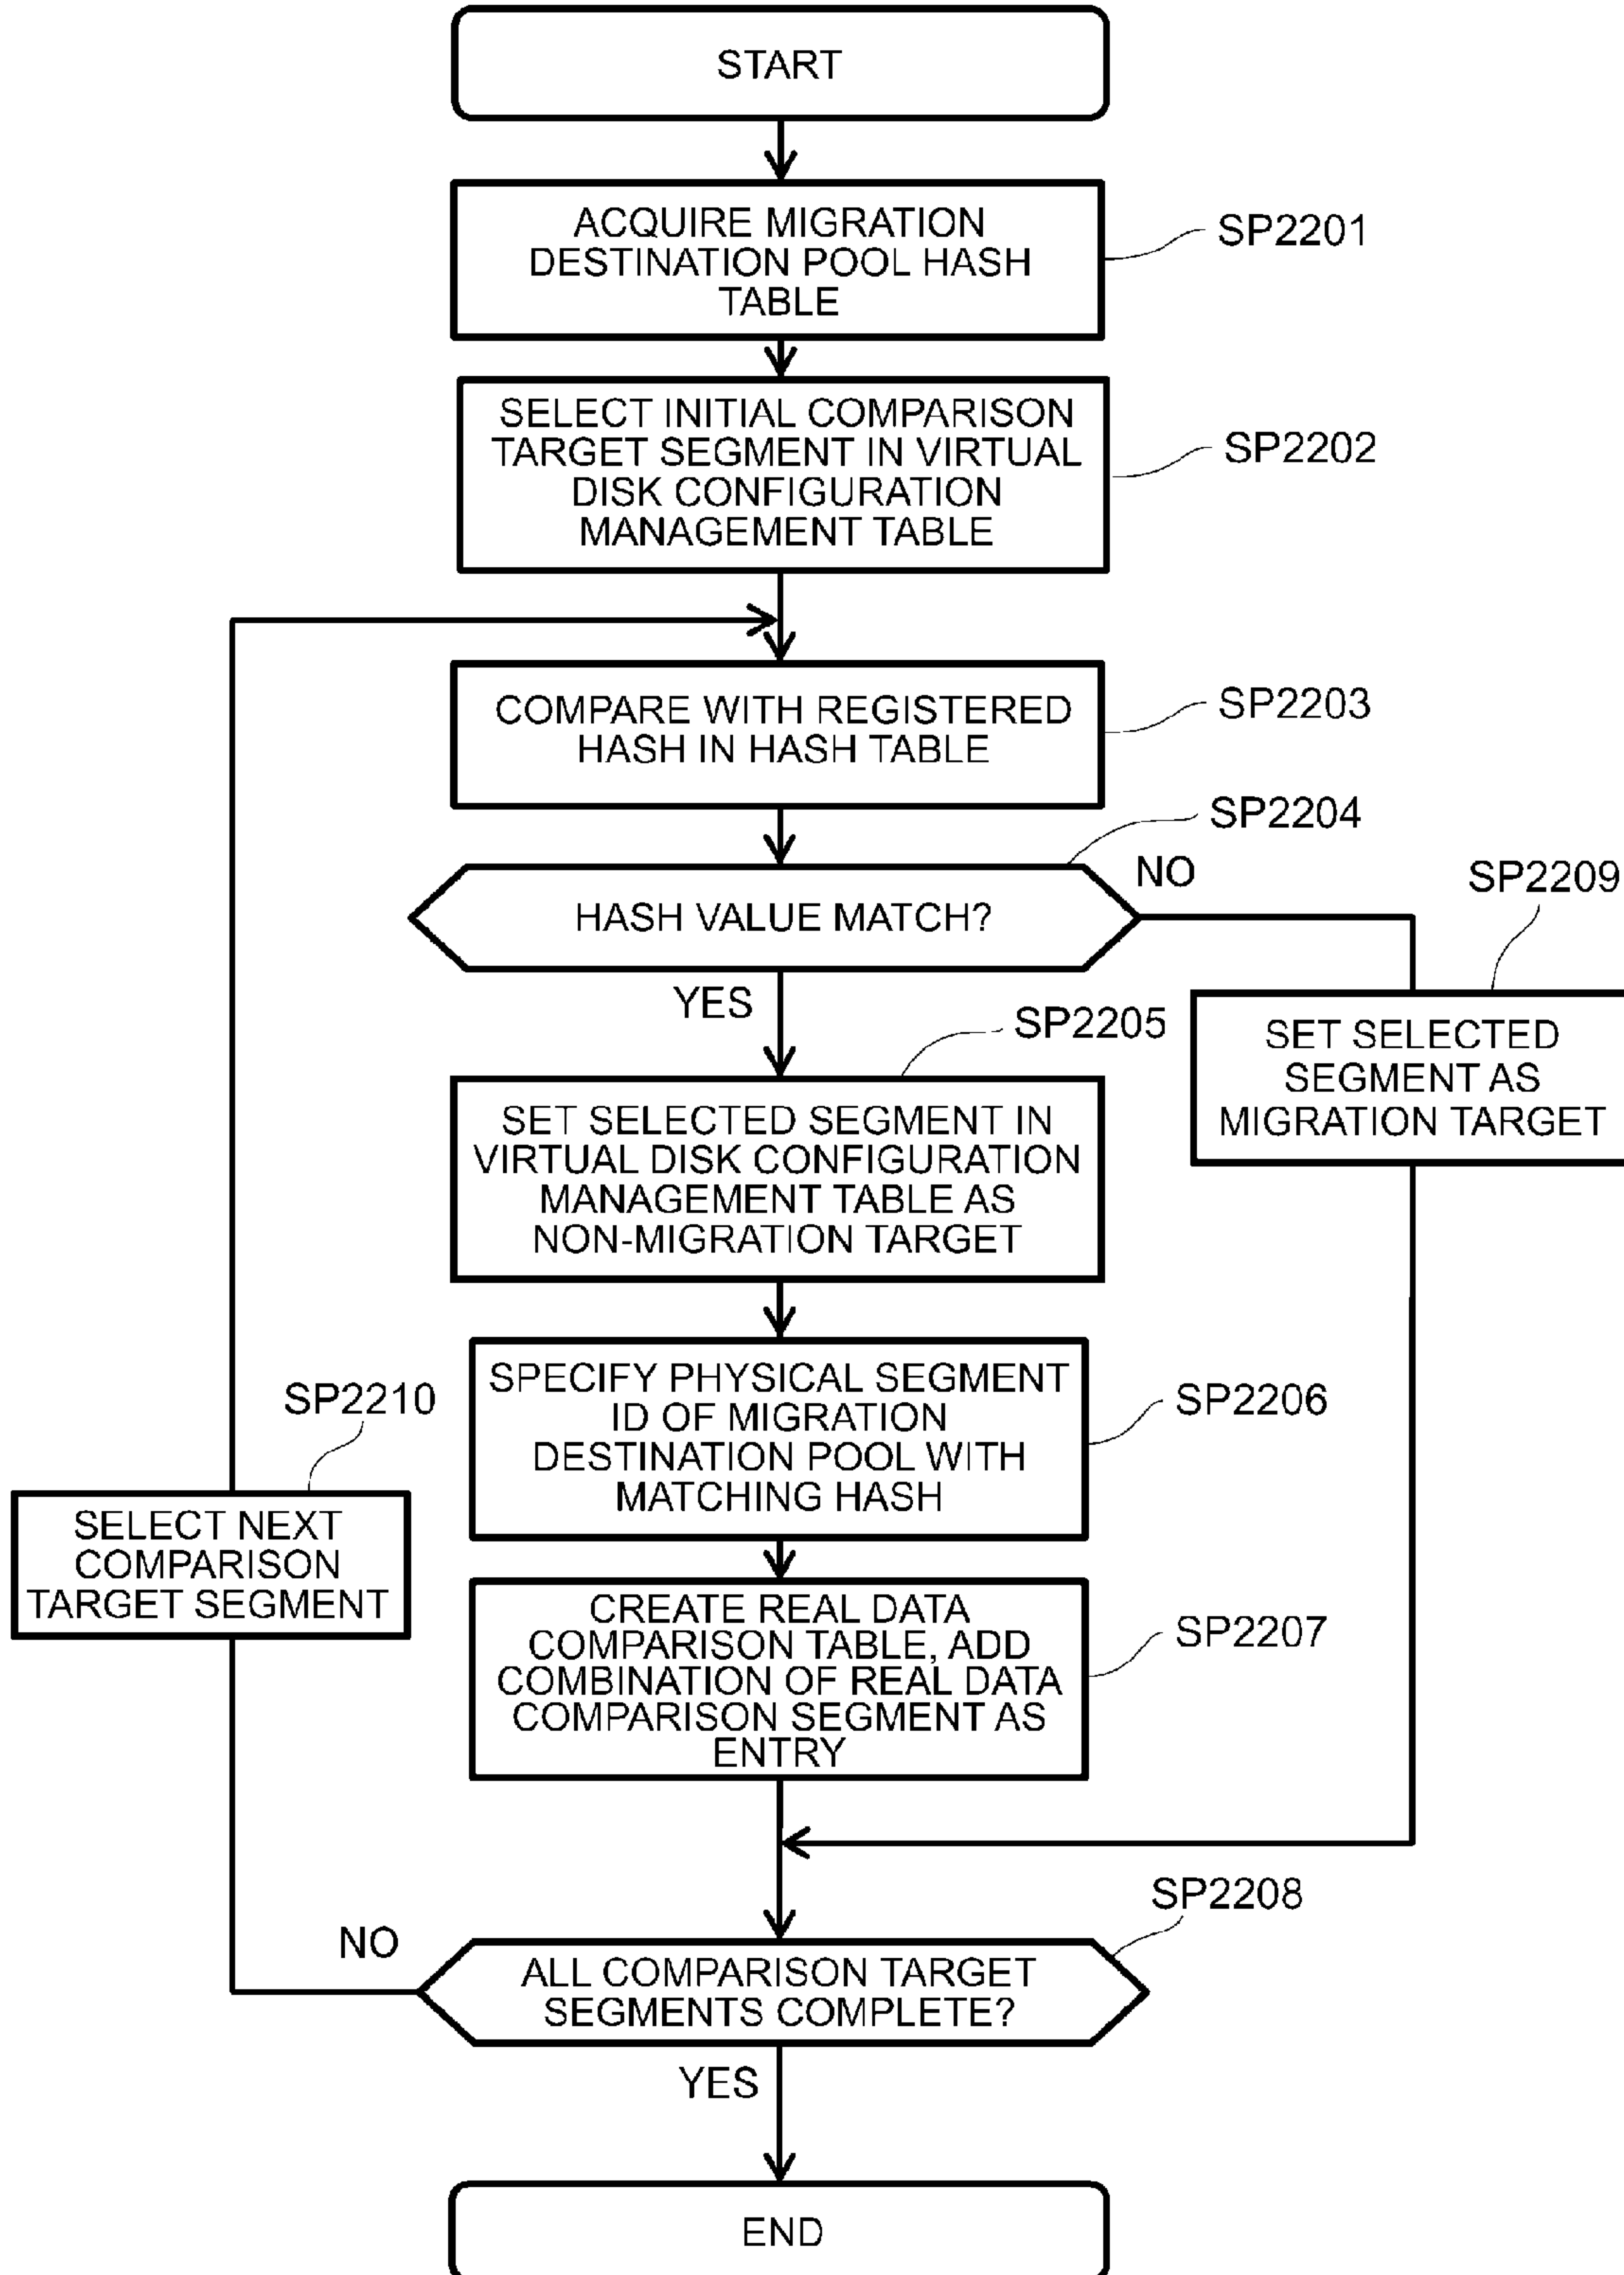 START
ACQUIRE MIGRATION
DESTINATION POOL HASH
TABLE
SP2201
SELECT INITIAL COMPARISON
TARGET SEGMENT IN VIRTUAL
DISK CONFIGURATION
MANAGEMENT TABLE
SP2202
COMPARE WITH REGISTERED
HASH IN HASH TABLE
SP2203
SP2204
HASH VALUE MATCH?
NO
SP2209
YES
SET SELECTED
SEGMENT AS
MIGRATION TARGET
SP2205
SET SELECTED SEGMENT IN
VIRTUAL DISK CONFIGURATION
MANAGEMENT TABLE AS
NON-MIGRATION TARGET
SPECIFY PHYSICAL SEGMENT
ID OF MIGRATION
DESTINATION POOL WITH
MATCHING HASH
SP2206
SP2210
SELECT NEXT
COMPARISON
TARGET SEGMENT
CREATE REAL DATA
COMPARISON TABLE, ADD
COMBINATION OF REAL DATA
COMPARISON SEGMENT AS
ENTRY
SP2207
SP2208
NO
ALL COMPARISON TARGET
SEGMENTS COMPLETE?
YES
END